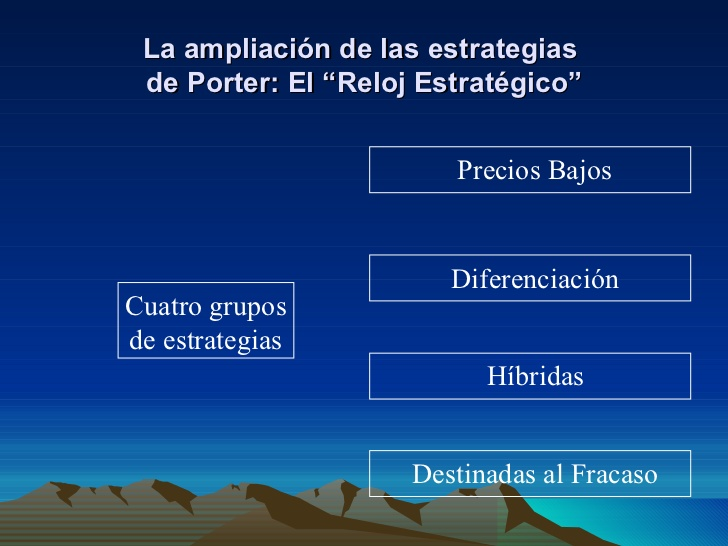 La ampliación de las estrategias
de Porter: El “Reloj Estratégico”
Cuatro grupos
de estrategias
Precios Bajos
Diferenciación
Híbridas
Destinadas al Fracaso